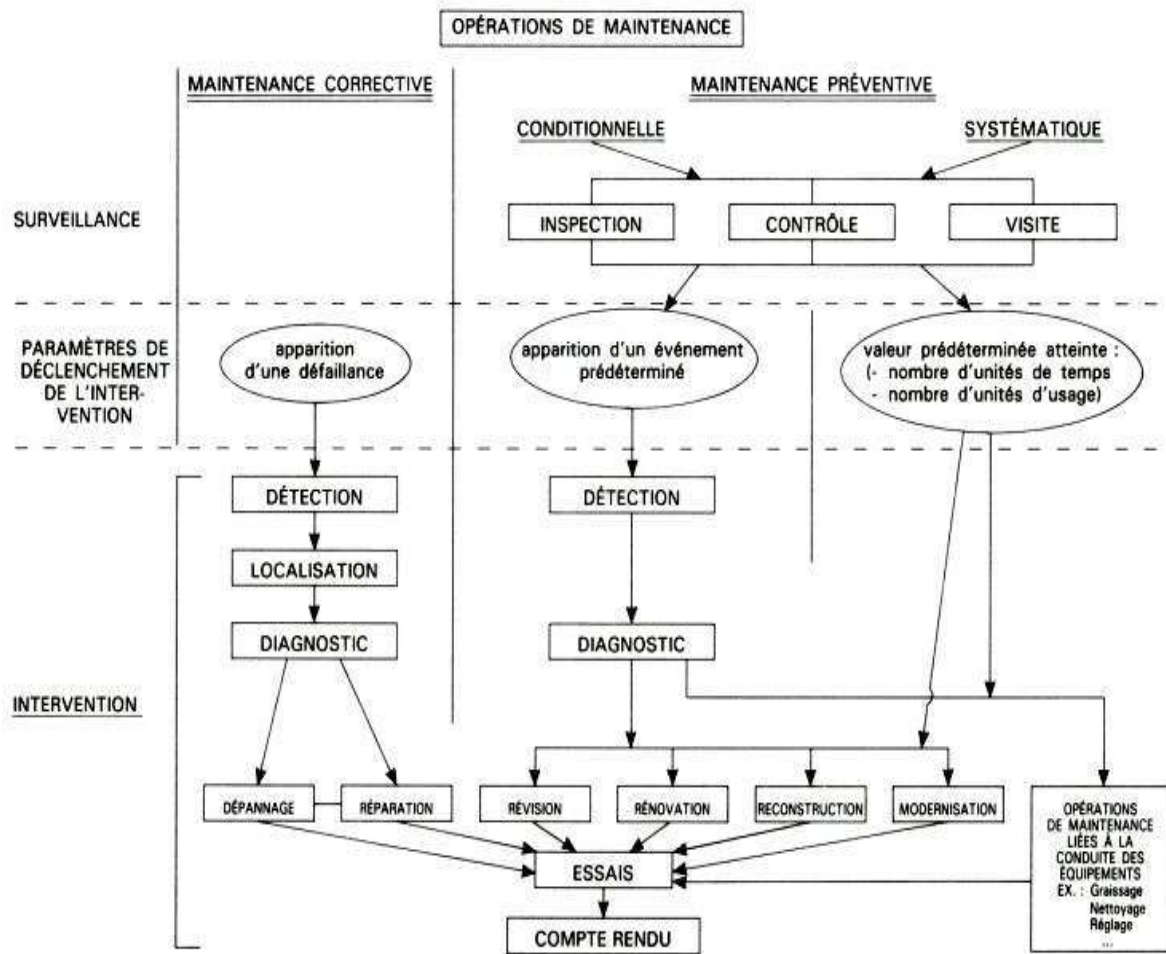 OPÉRATIONS DE MAINTENANCE
MAINTENANCE CORRECTIVE
MAINTENANCE PRÉVENTIVE
CONDITIONNELLE
SYSTÉMATIQUE
SURVEILLANCE
INSPECTION
CONTRÔLE
VISITE
PARAMÈTRES DE
DÉCLENCHEMENT
DE L'INTER-
VENTION
apparition
d'une défaillance
apparition d'un événement
prédéterminé
valeur prédéterminée atteinte :
(- nombre d'unités de temps
- nombre d'unités d'usage)
DÉTECTION
DÉTECTION
LOCALISATION
DIAGNOSTIC
DIAGNOSTIC
INTERVENTION
DÉPANNAGE
RÉPARATION
RÉVISION
RÉNOVATION
RECONSTRUCTION
MODERNISATION
OPÉRATIONS
DE MAINTENANCE
LIÉES À LA
CONDUITE DES
ÉQUIPEMENTS
EX. : Graissage
Nettoyage
Réglage
...
ESSAIS
COMPTE RENDU